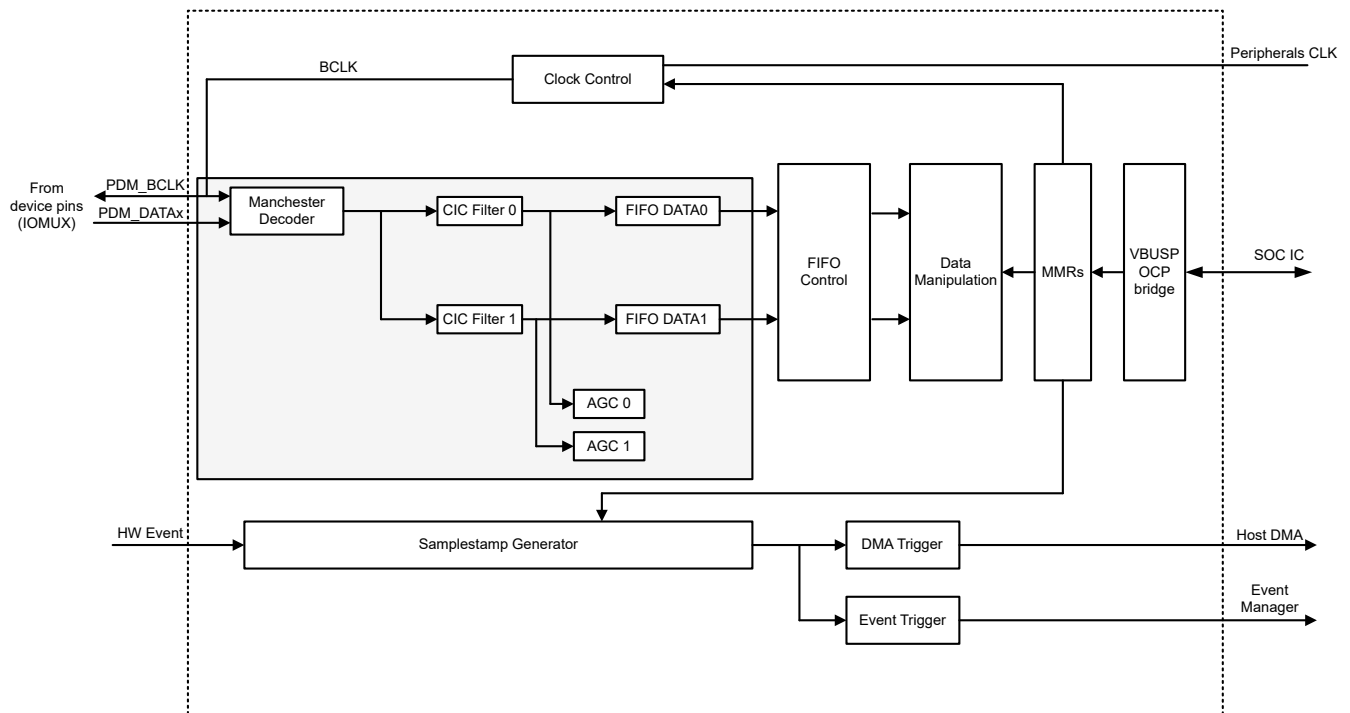 BCLK
Clock Control
Peripherals CLK
From
device pins
(IOMUX)
PDM_BCLK
PDM_DATAx
Manchester
Decoder
CIC Filter 0
FIFO DATA0
CIC Filter 1
FIFO DATA1
AGC 0
AGC 1
FIFO
Control
Data
Manipulation
MMRs
VBUSP
OCP
bridge
SOC IC
HW Event
Samplestamp Generator
DMA Trigger
Host DMA
Event Trigger
Event
Manager